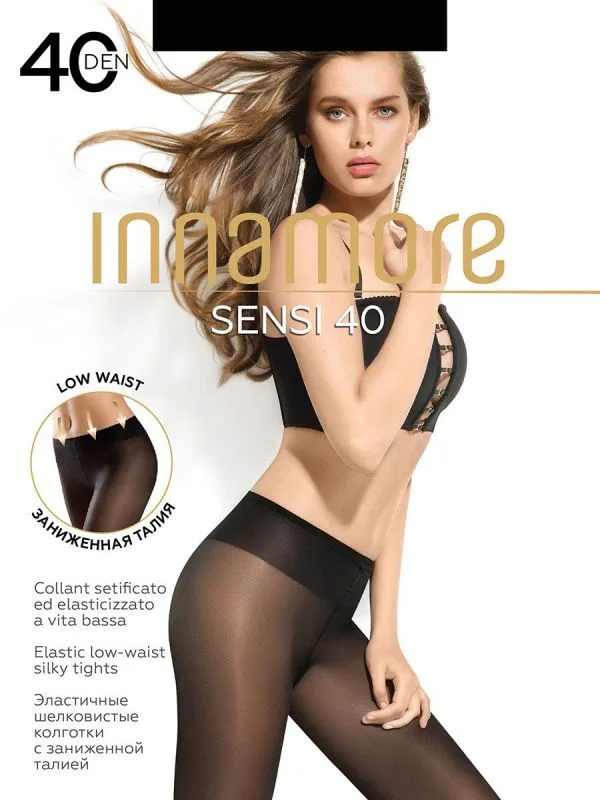 40 DEN
Innamore
SENSI 40
LOW WAIST
ЗАНИЖЕННАЯ ТАЛИЯ
Collant setificato
ed elasticizzato
a vita bassa
Elastic low-waist
silky tights
Эластичные
шелковистые
колготки
с заниженной
талией